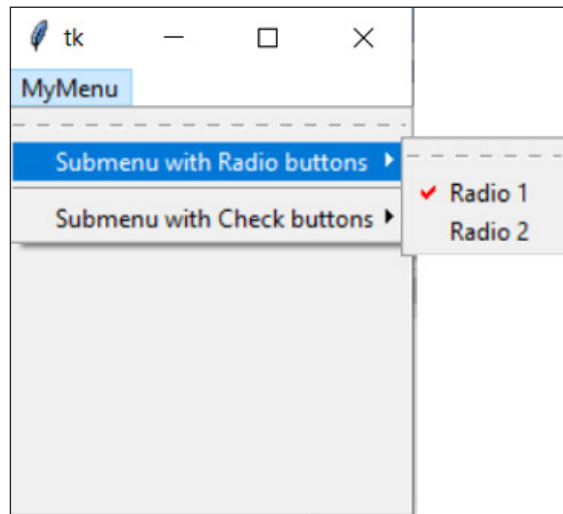 tk
MyMenu
Submenu with Radio buttons
Radio 1
Radio 2
Submenu with Check buttons